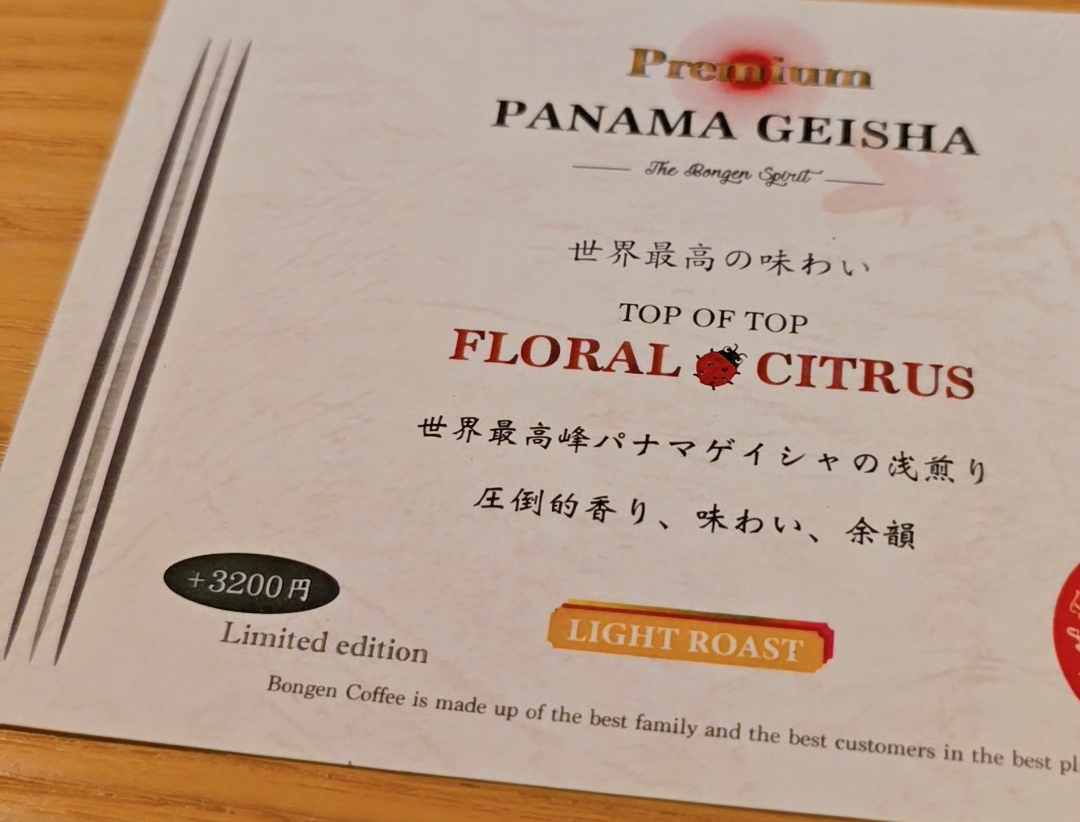 Premium
PANAMA GEISHA
The Bongen Spirit
世界最高の味わい
TOP OF TOP
FLORAL CITRUS
世界最高峰パナマゲイシャの浅煎り
圧倒的香り、味わい、余韻
+3200円
LIGHT ROAST
Limited edition
Bongen Coffee is made up of the best family and the best customers in the best